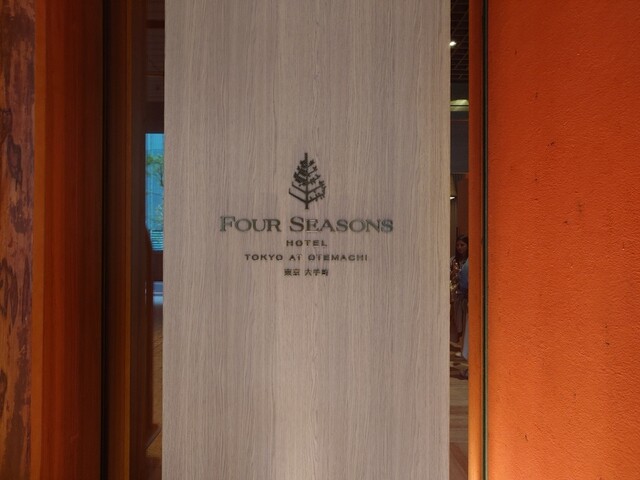 FOUR SEASONS
HOTEL
TOKYO AT OTEMACHI
東京 大手町